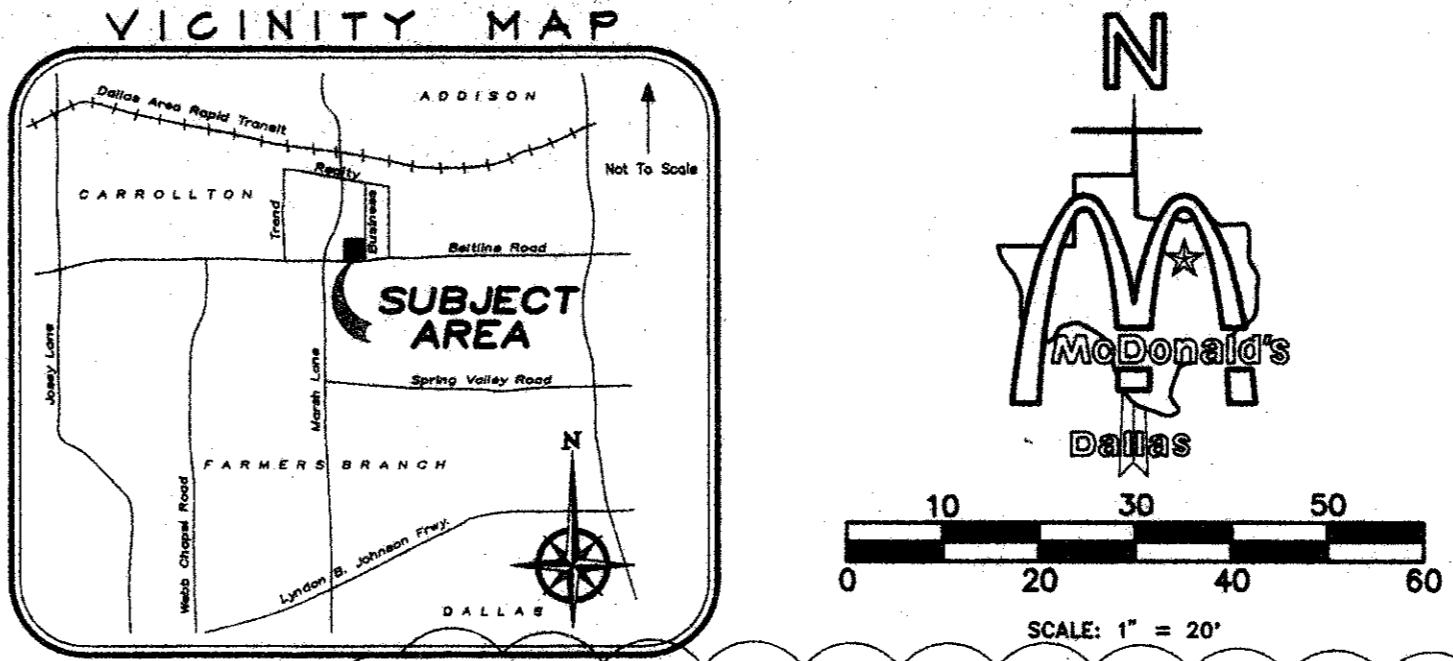 VICINITY MAP
Dallas Area Rapid Transit
ADDISON
Not To Scale
Realty
CARROLLTON
Trend
Business
Beltline Road
SUBJECT
AREA
Josey Lane
Marsh Lane
Spring Valley Road
N
FARMERS BRANCH
Webb Chapel Road
Lyndon B. Johnson Frwy.
DALLAS
N
McDonald's
Dallas
10 30 50
0 20 40 60
SCALE: 1" = 20'